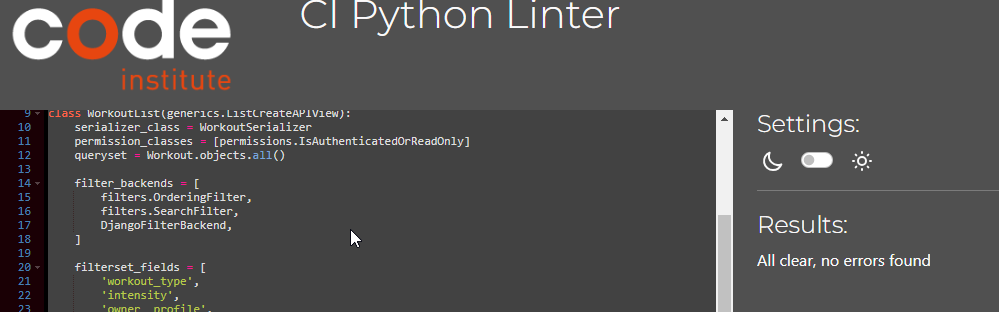 code
institute
CI Python Linter
9 class WorkoutList(generics.ListCreateAPIView):
10 serializer_class = WorkoutSerializer
11 permission_classes = [permissions.IsAuthenticatedOrReadOnly]
12 queryset = Workout.objects.all()
13
14 filter_backends = [
15 filters.OrderingFilter,
16 filters.SearchFilter,
17 DjangoFilterBackend,
18 ]
19
20 filterset_fields = [
21 'workout_type',
22 'intensity',
23 'owner__profile',
Settings:
Results:
All clear, no errors found